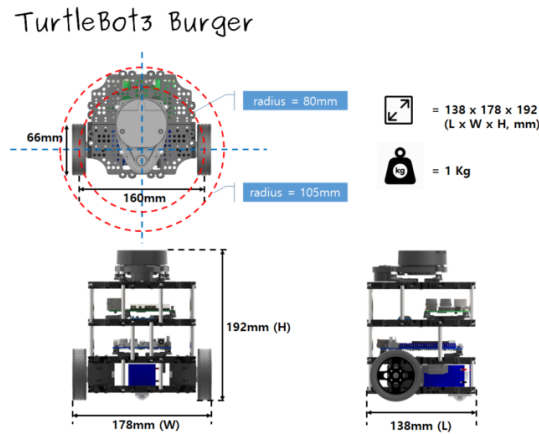 TurtleBot3 Burger
radius = 80mm
66mm
160mm
radius = 105mm
= 138 x 178 x 192
(L x W x H, mm)
kg
= 1 Kg
192mm (H)
178mm (W)
138mm (L)